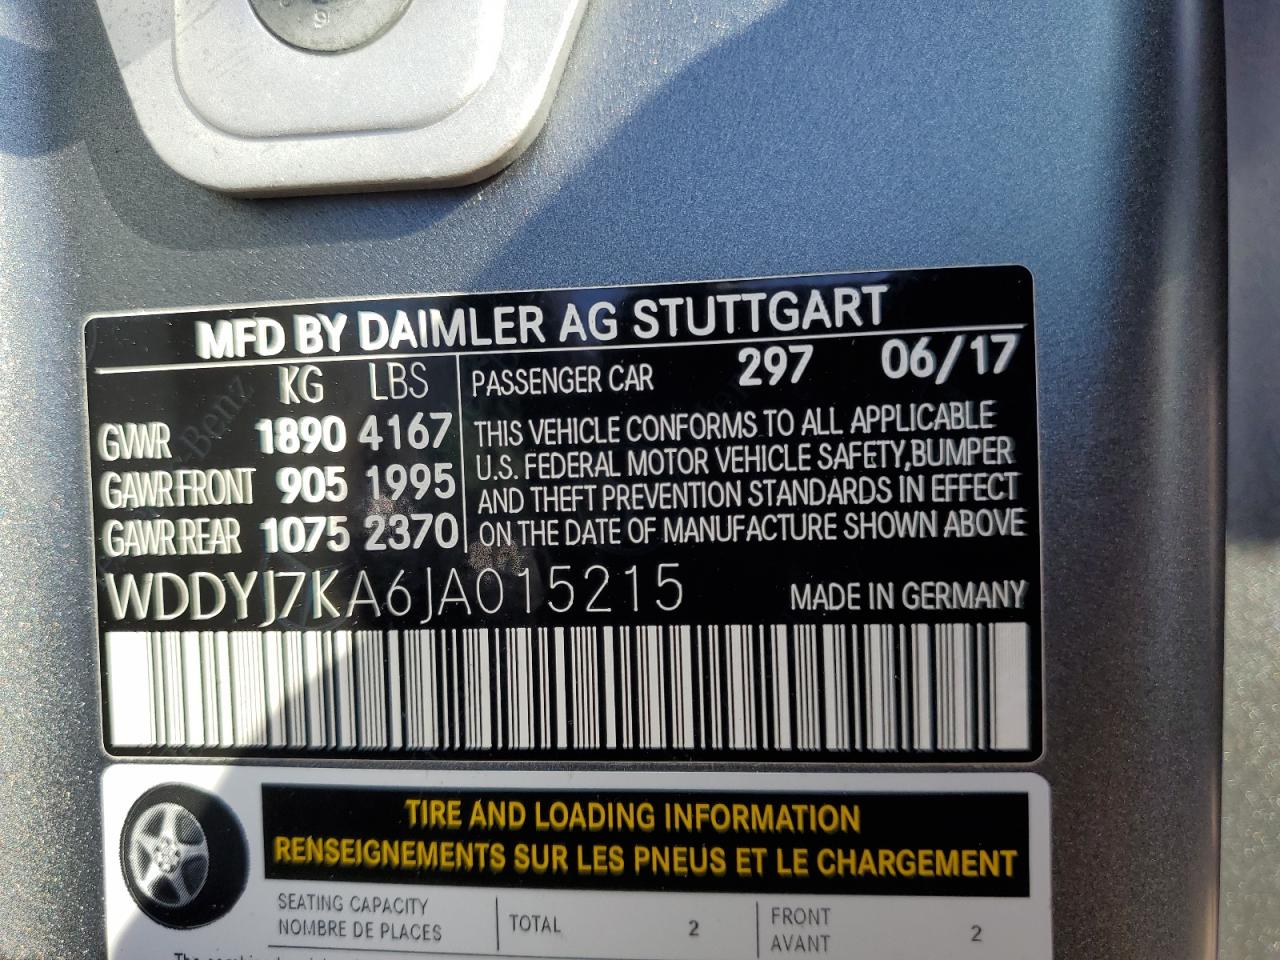 MFD BY DAIMLER AG STUTTGART
KG LBS
GWWR 1890 4167
GAWR FRONT 905 1995
GAWR REAR 1075 2370
PASSENGER CAR 297 06/17
THIS VEHICLE CONFORMS TO ALL APPLICABLE
U.S. FEDERAL MOTOR VEHICLE SAFETY,BUMPER
AND THEFT PREVENTION STANDARDS IN EFFECT
ON THE DATE OF MANUFACTURE SHOWN ABOVE
WDDYJ7KA6JA015215 MADE IN GERMANY
TIRE AND LOADING INFORMATION
RENSEIGNEMENTS SUR LES PNEUS ET LE CHARGEMENT
SEATING CAPACITY
NOMBRE DE PLACES
TOTAL 2
FRONT
AVANT
2